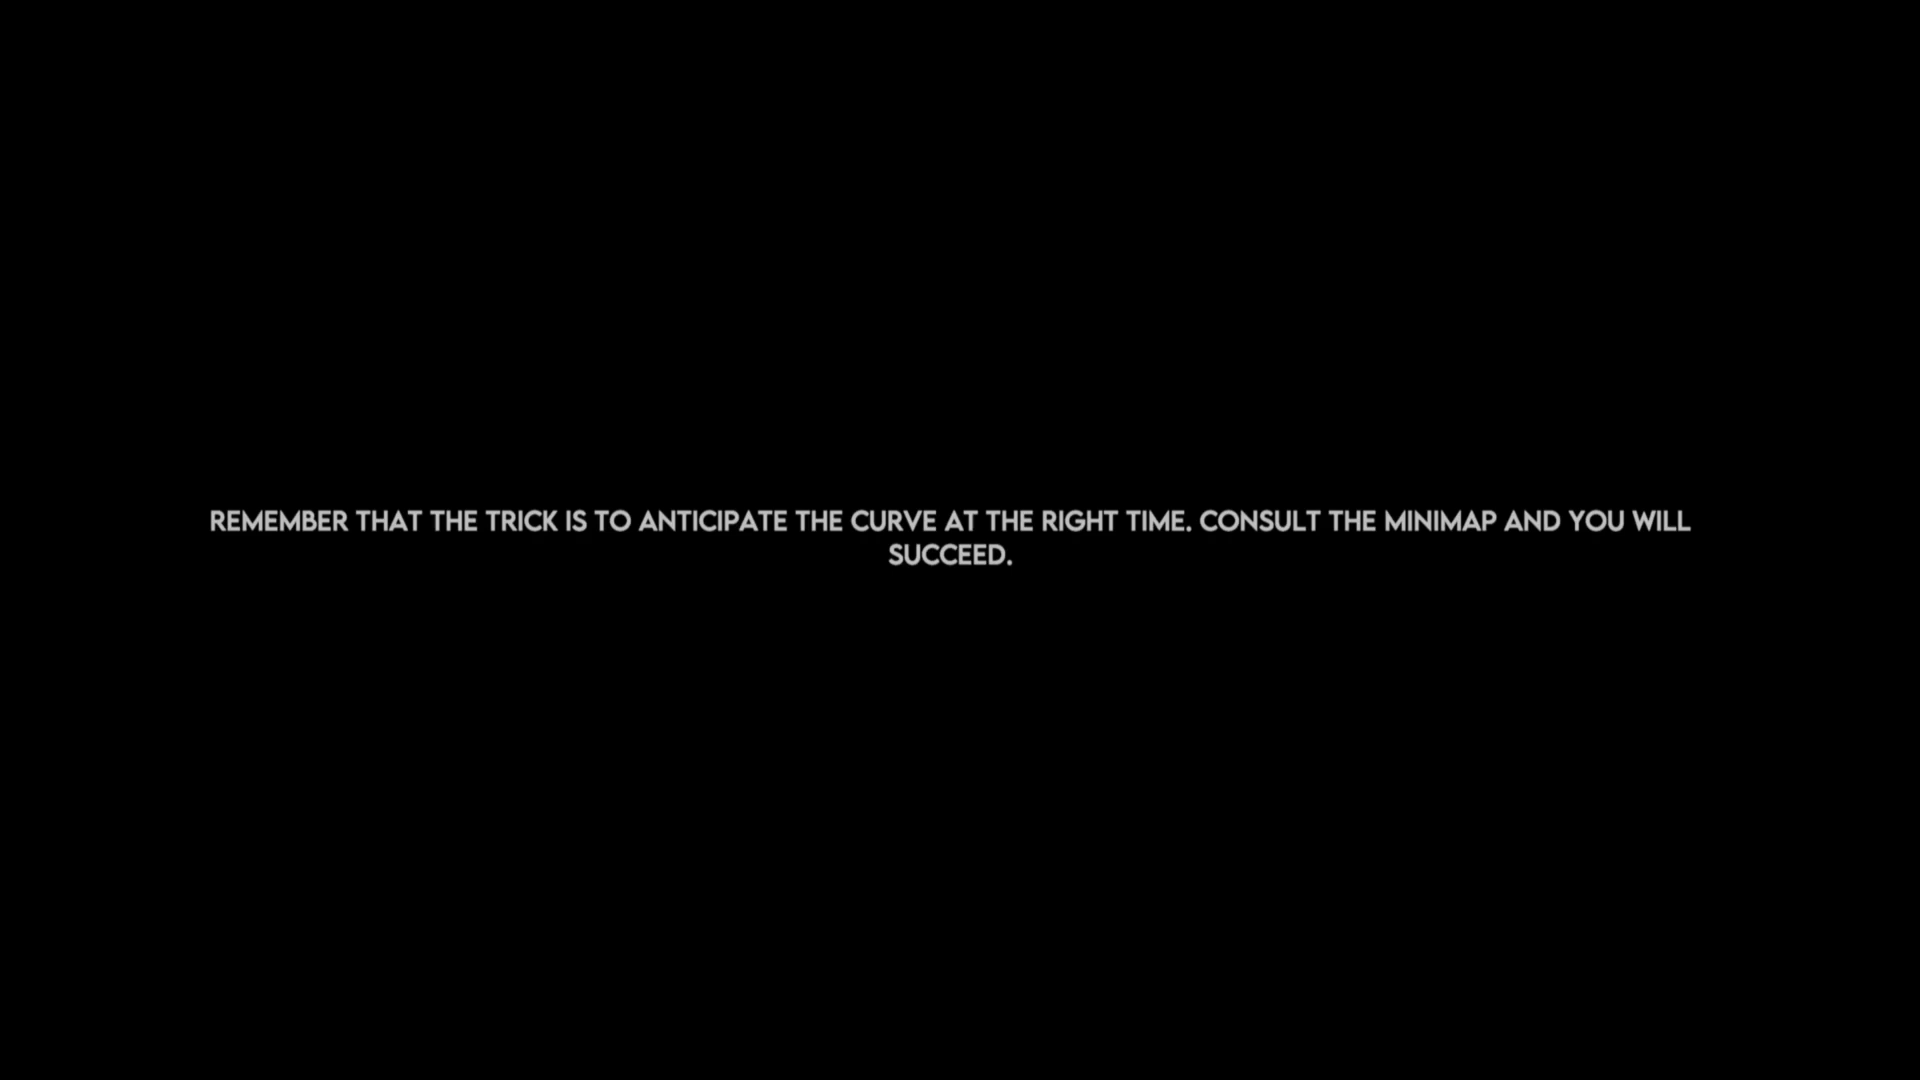 REMEMBER THAT THE TRICK IS TO ANTICIPATE THE CURVE AT THE RIGHT TIME. CONSULT THE MINIMAP AND YOU WILL
SUCCEED.